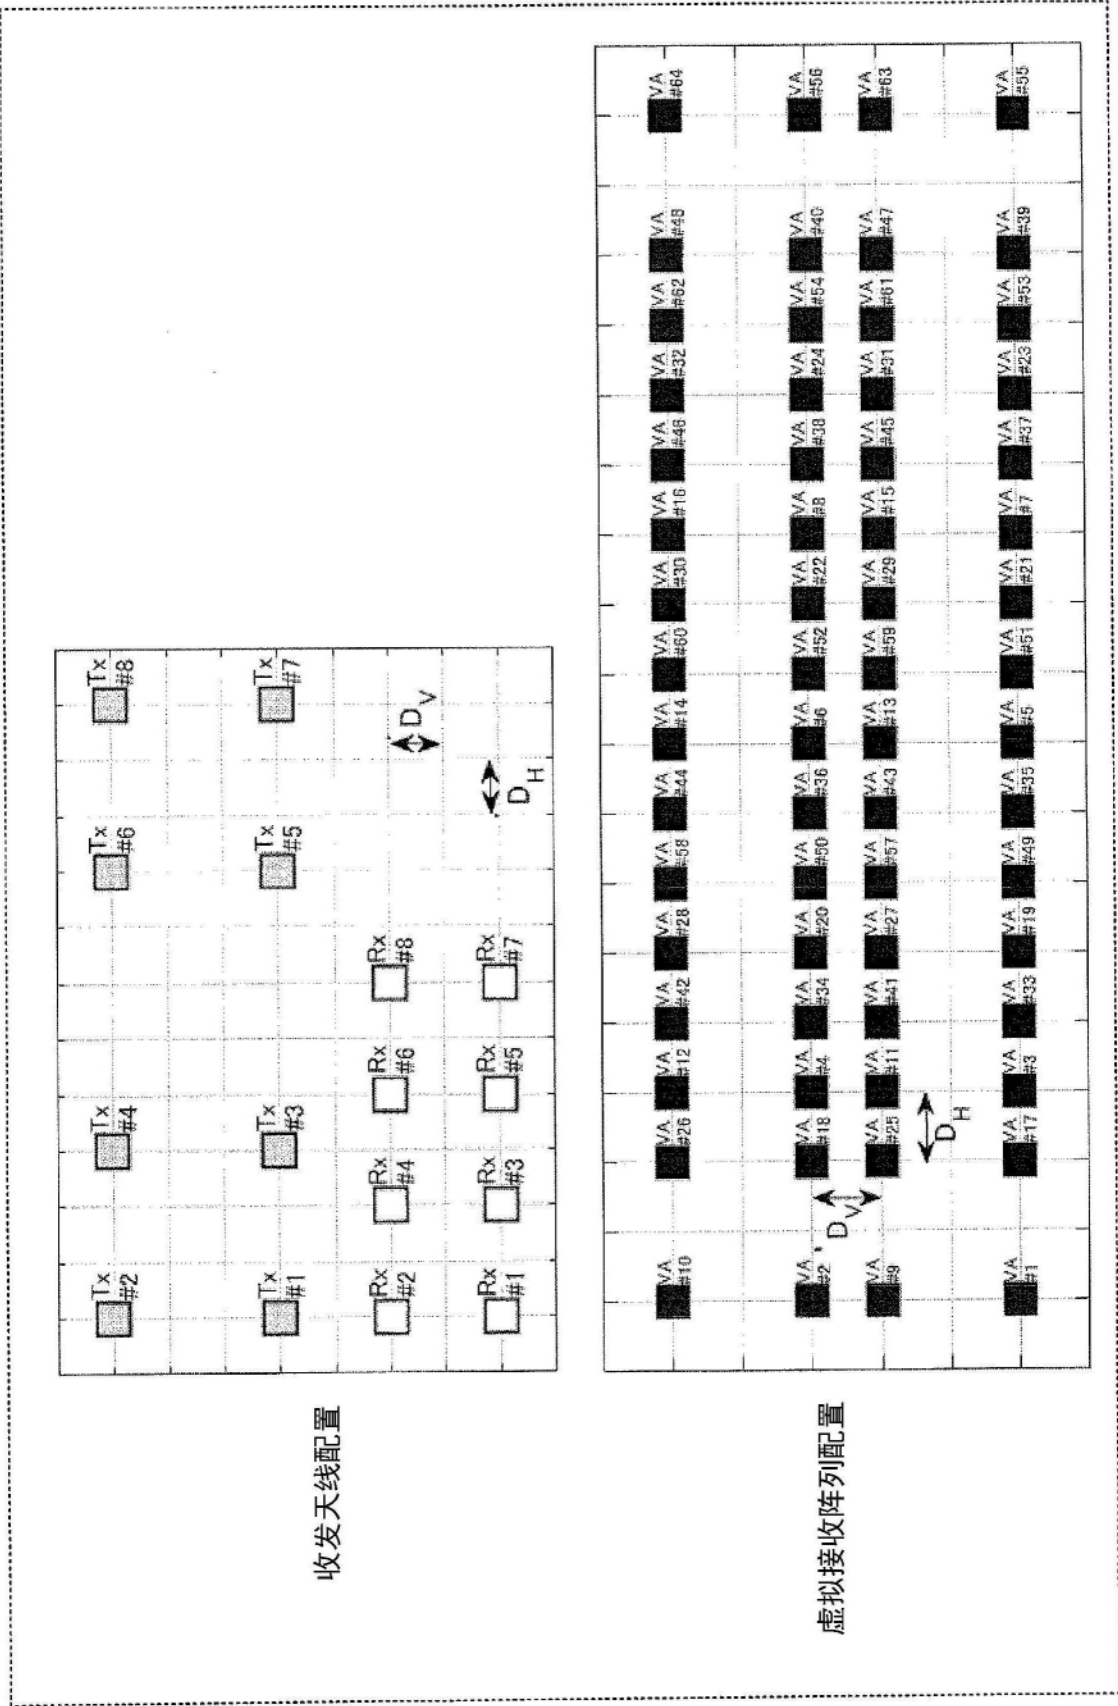 Tx Tx Tx Tx
#2 #4 #6 #8
Tx Tx Tx Tx
#1 #3 #5 #7
收发天线配置
Rx Rx Rx Rx
#2 #4 #6 #8
D_V
Rx Rx Rx Rx
#1 #3 #5 #7
D_H
VA VA VA VA VA VA VA VA VA VA VA VA VA VA VA VA
#10 #26 #12 #42 #28 #58 #44 #14 #60 #30 #16 #46 #32 #62 #48 #64
VA VA VA VA VA VA VA VA VA VA VA VA VA VA VA VA
#2 #18 #4 #34 #20 #50 #36 #6 #52 #22 #8 #38 #24 #54 #40 #56
虚拟接收阵列配置
D_V
VA VA VA VA VA VA VA VA VA VA VA VA VA VA VA VA
#9 #25 #11 #41 #27 #57 #43 #13 #59 #29 #15 #45 #31 #61 #47 #63
D_H
VA VA VA VA VA VA VA VA VA VA VA VA VA VA VA VA
#1 #17 #3 #33 #19 #49 #35 #5 #51 #21 #7 #37 #23 #53 #39 #55